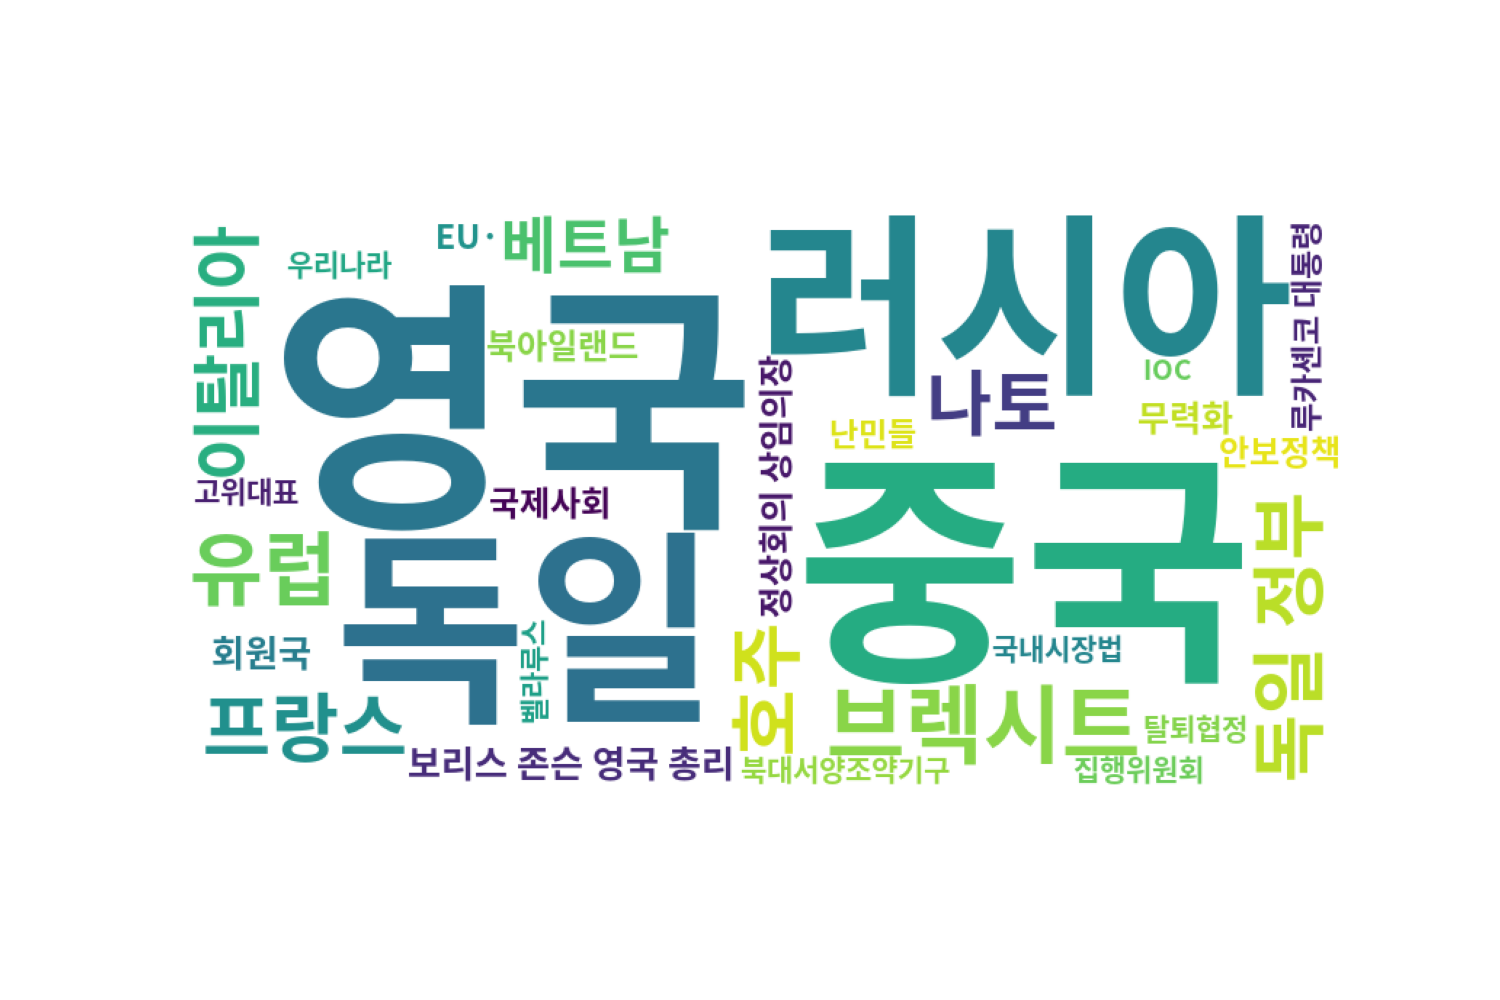 EU·
베트남
러시아
이탈리아
우리나라
영국
북아일랜드
루카셴코 대통령
정상회의 상임의장
IOC
나토
난민들
무력화
안보정책
고위대표
국제사회
중국
유럽
독일
독일 정부
회원국
벨라루스
호주
국내시장법
프랑스
브렉시트
탈퇴협정
보리스 존슨 영국 총리
북대서양조약기구
집행위원회